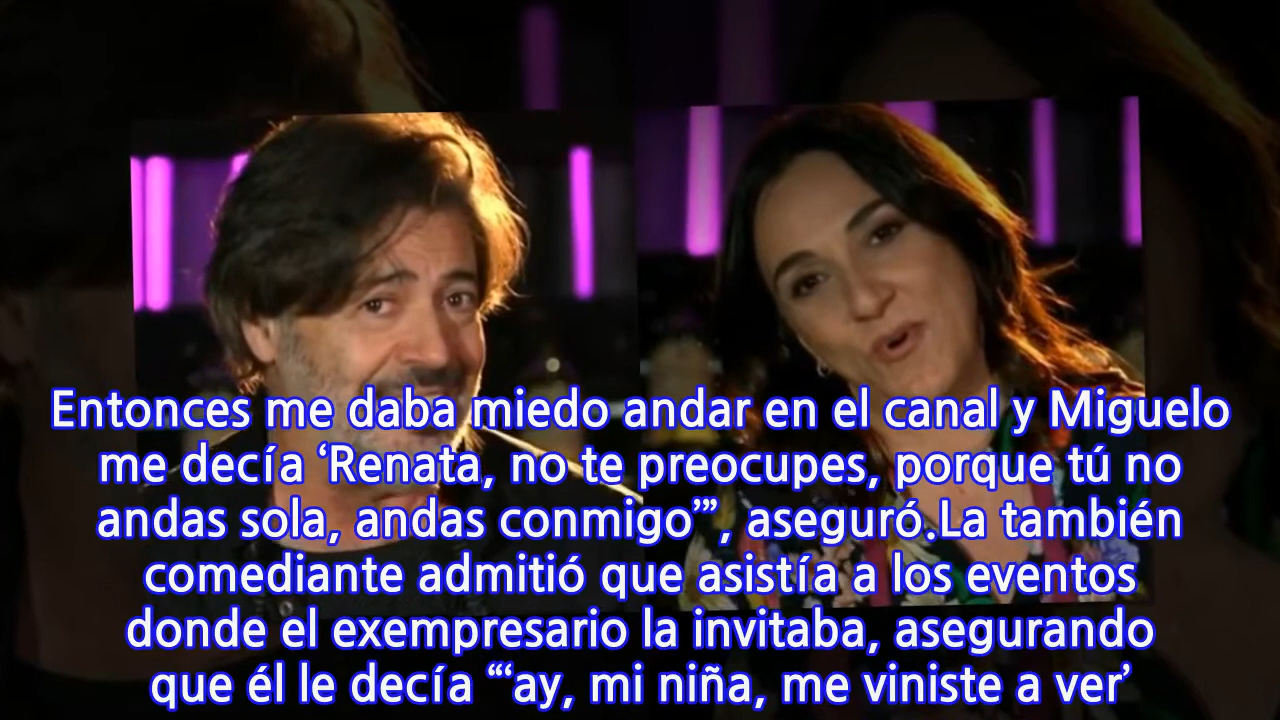 Entonces me daba miedo andar en el canal y Miguelo
me decía ‘Renata, no te preocupes, porque tú no
andas sola, andas conmigo’”, aseguró.La también
comediante admitió que asistía a los eventos
donde el exempresario la invitaba, asegurando
que él le decía “‘ay, mi niña, me viniste a ver’